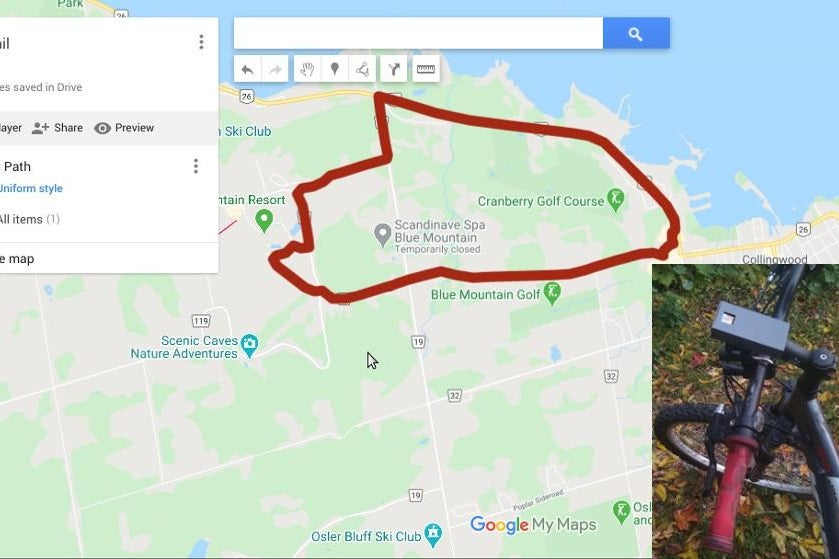 Park
26
il
es saved in Drive
ayer
Share
Preview
Path
Uniform style
All items (1)
e map
26
n Ski Club
ntain Resort
Cranberry Golf Course
Scandinave Spa
Blue Mountain
Temporarily closed
26
Collingwood
Blue Mountain Golf
119
Scenic Caves
Nature Adventures
19
32
32
19
Poplar Sideroad
Google My Maps
Osl
and
Osler Bluff Ski Club